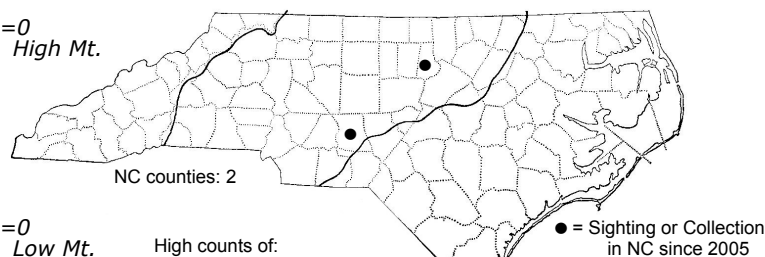 =0
High Mt.
NC counties: 2
=0
Low Mt.
High counts of:
● = Sighting or Collection
in NC since 2005